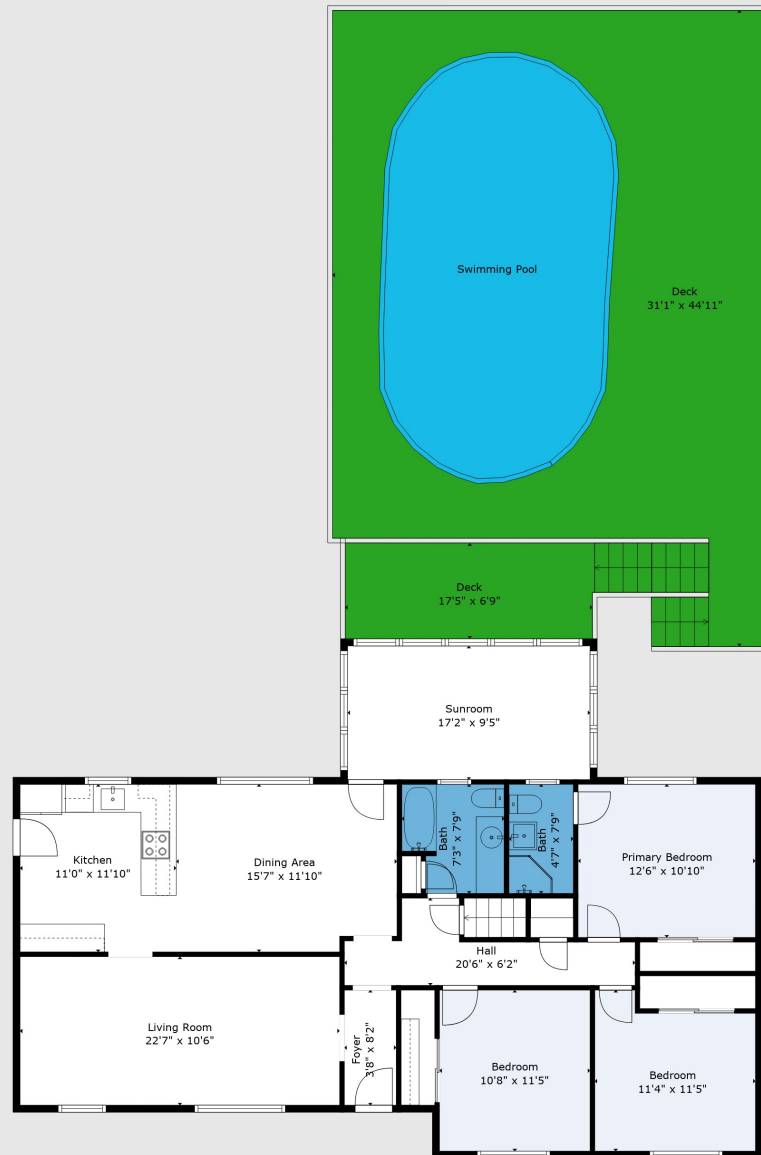 Swimming Pool
Deck
31'1" x 44'11"
Deck
17'5" x 6'9"
Sunroom
17'2" x 9'5"
Kitchen
11'0" x 11'10"
Dining Area
15'7" x 11'10"
Bath
7'3" x 7'9"
Bath
4'7" x 7'9"
Primary Bedroom
12'6" x 10'10"
Hall
20'6" x 6'2"
Living Room
22'7" x 10'6"
Foyer
3'8" x 8'2"
Bedroom
10'8" x 11'5"
Bedroom
11'4" x 11'5"